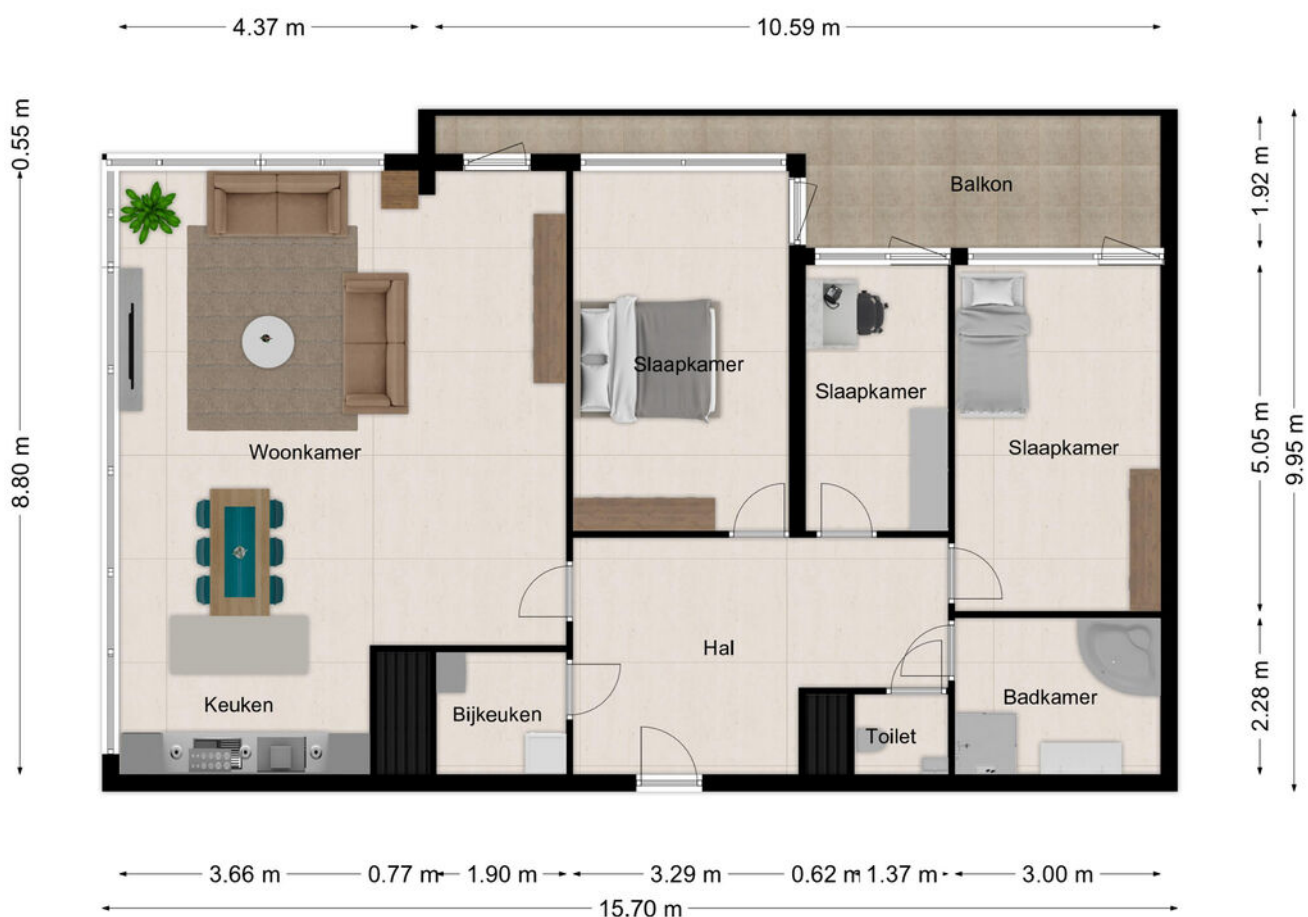 4.37 m
10.59 m
0.55 m
1.92 m
Balkon
Slaapkamer
Slaapkamer
Slaapkamer
Woonkamer
8.80 m
5.05 m
9.95 m
Hal
Keuken
Bijkeuken
Toilet
Badkamer
2.28 m
3.66 m
0.77 m
1.90 m
3.29 m
0.62 m
1.37 m
3.00 m
15.70 m